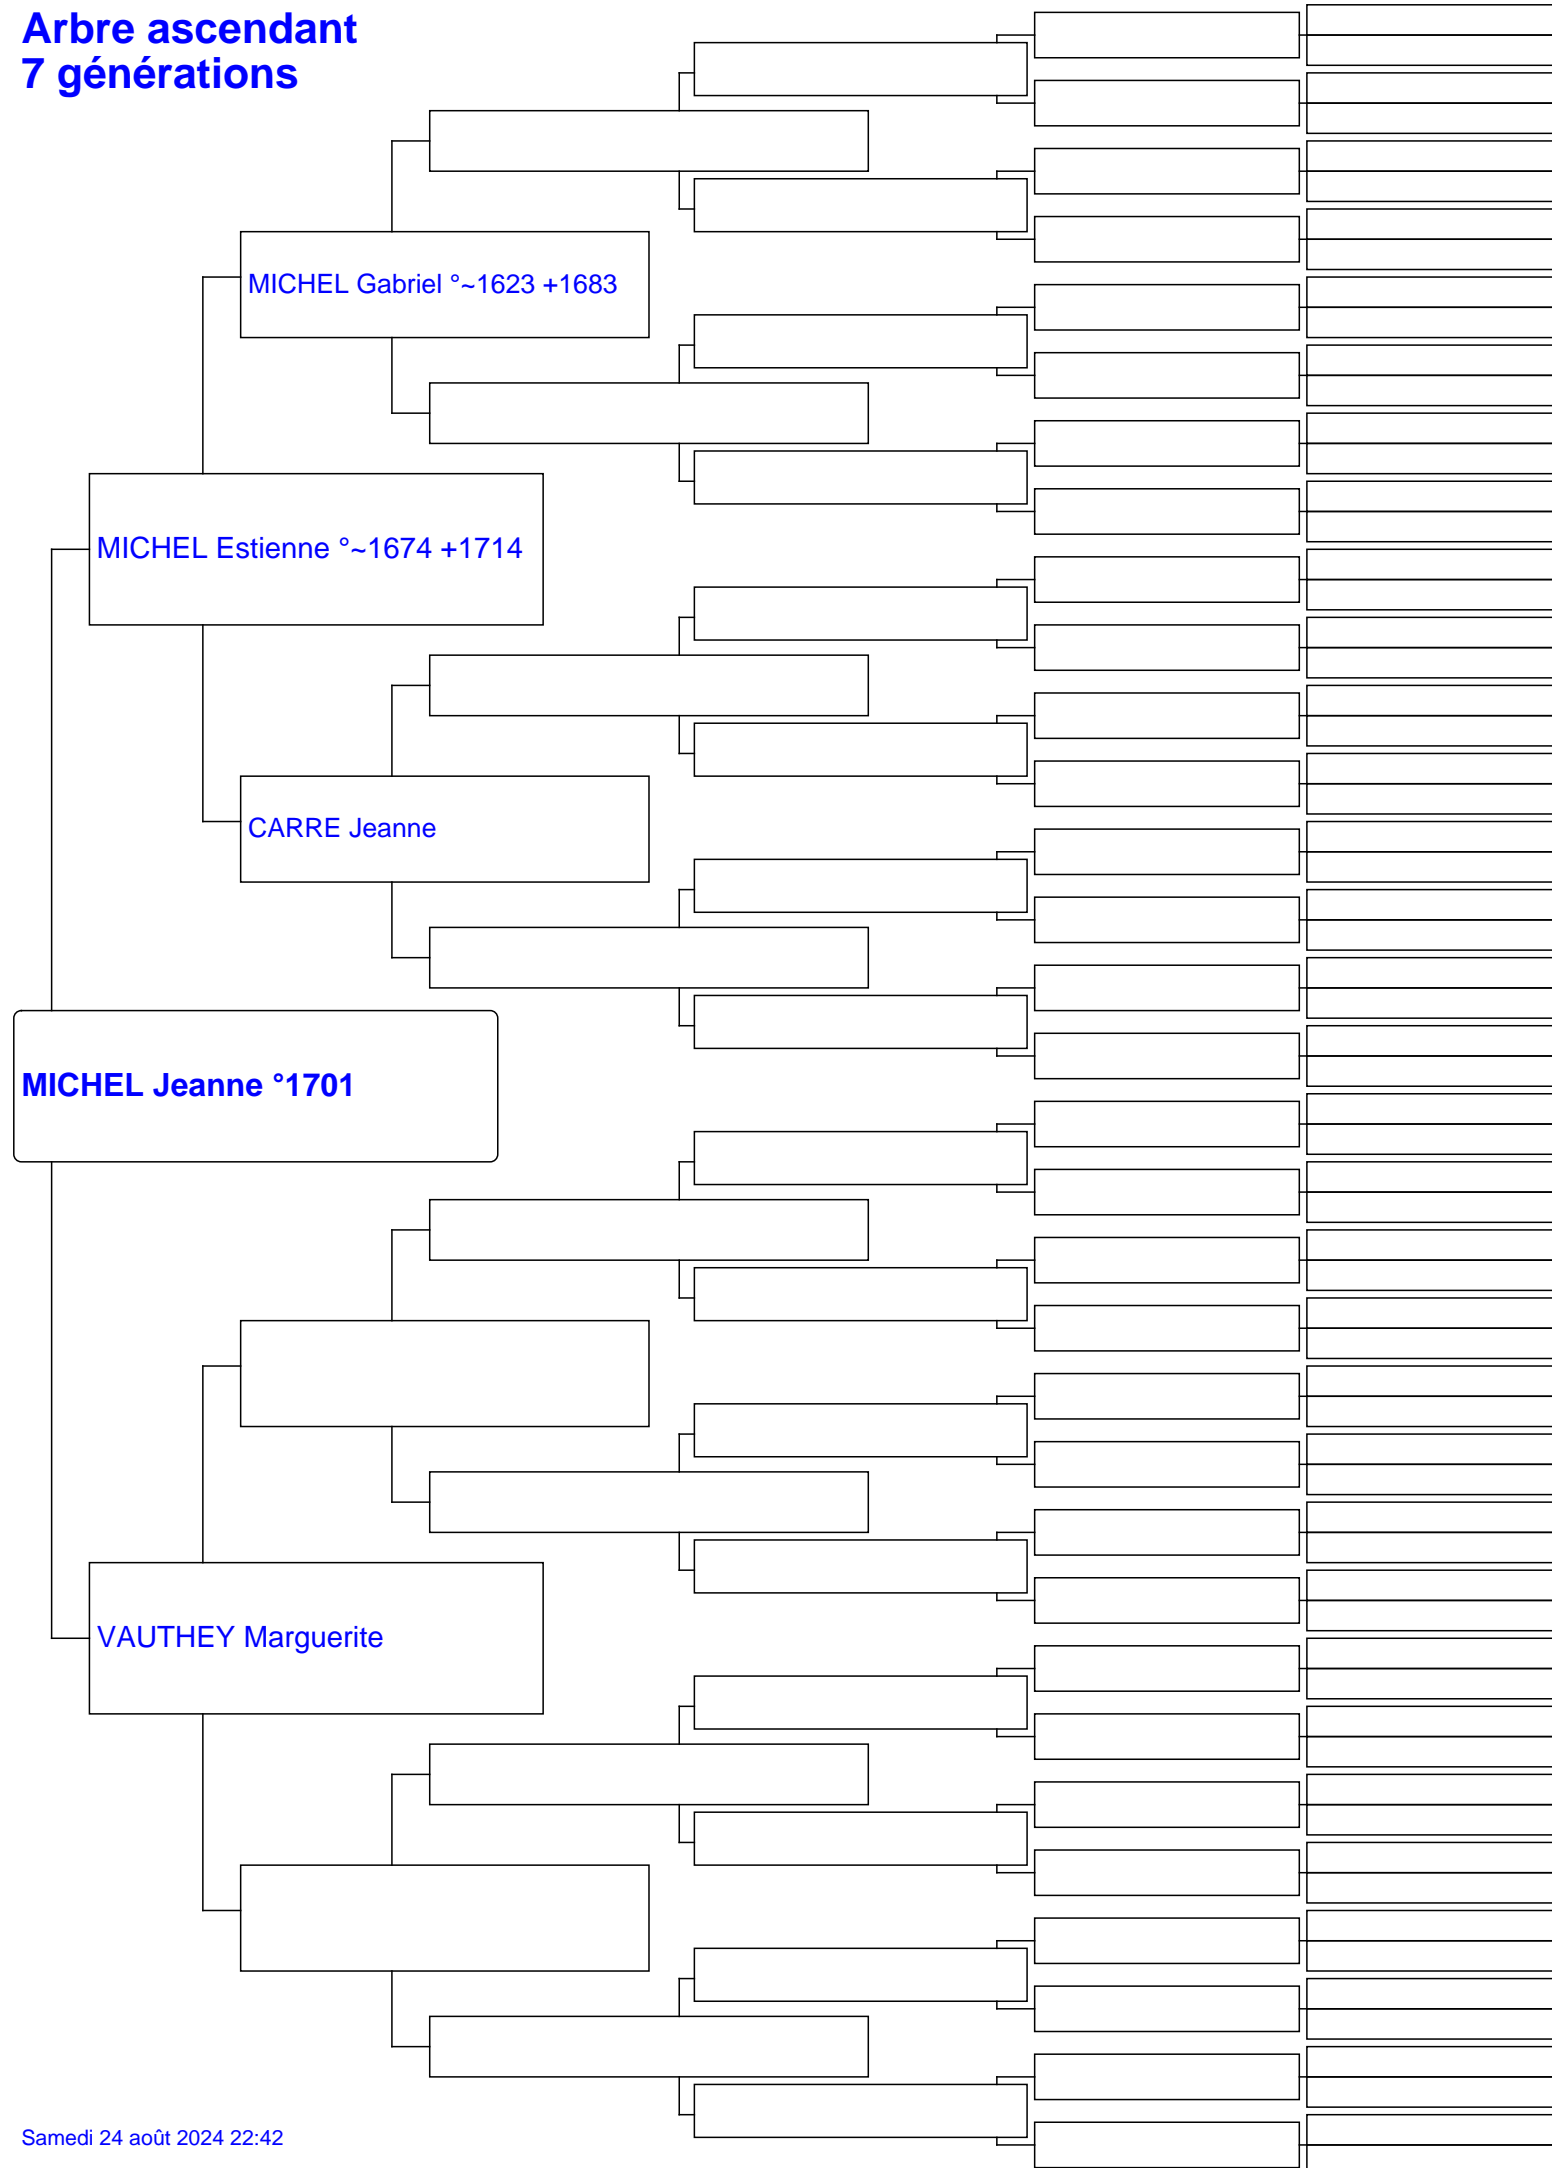 Arbre ascendant
7 générations
MICHEL Gabriel °~1623 +1683
MICHEL Estienne °~1674 +1714
CARRE Jeanne
MICHEL Jeanne °1701
VAUTHEY Marguerite
Samedi 24 août 2024 22:42